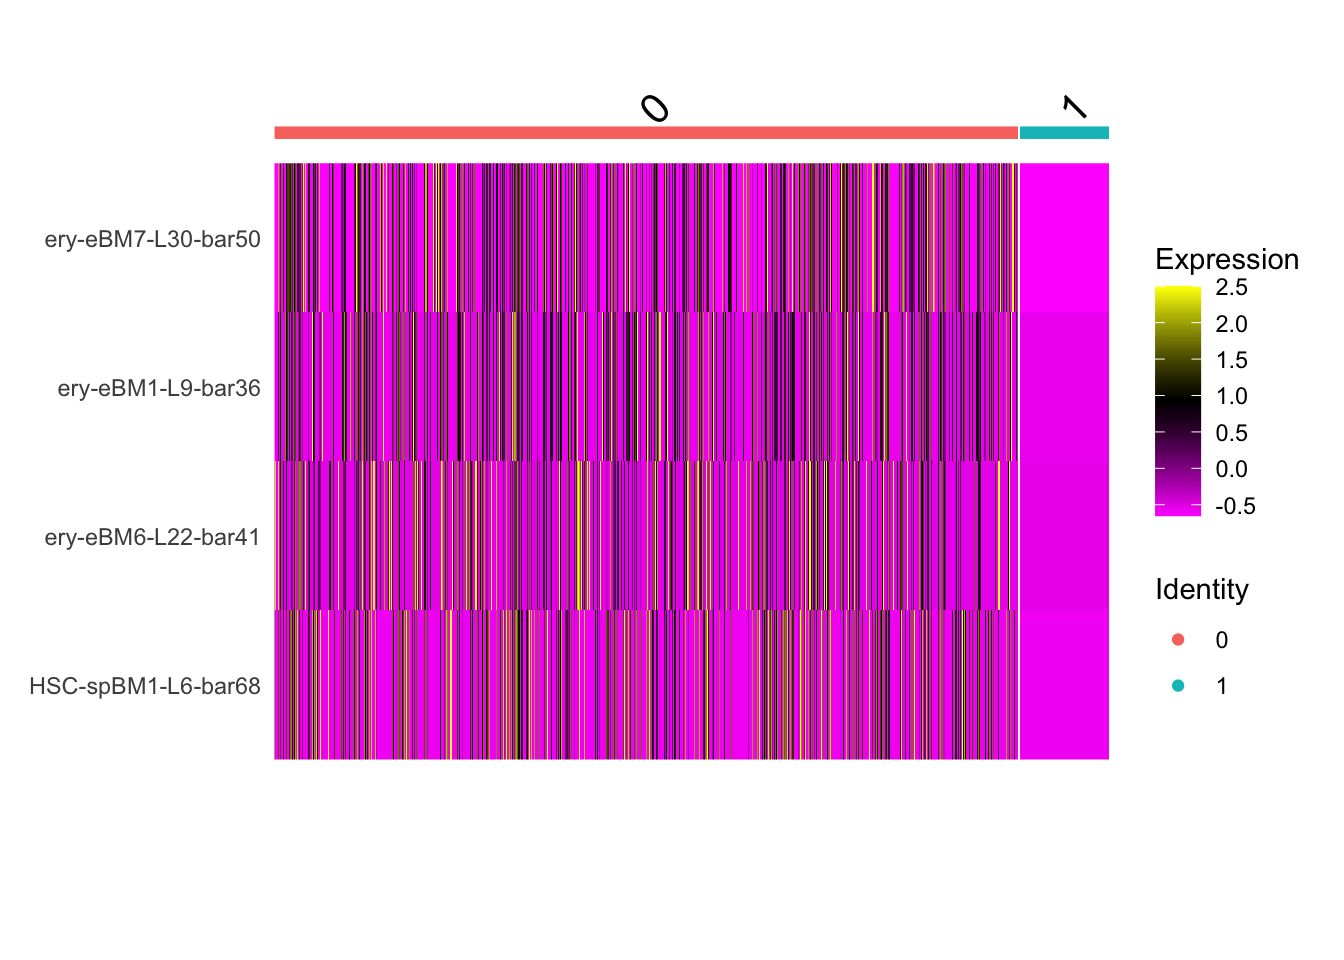 0
1
ery-eBM7-L30-bar50
ery-eBM1-L9-bar36
ery-eBM6-L22-bar41
HSC-spBM1-L6-bar68
Expression
2.5
2.0
1.5
1.0
0.5
0.0
-0.5
Identity
0
1